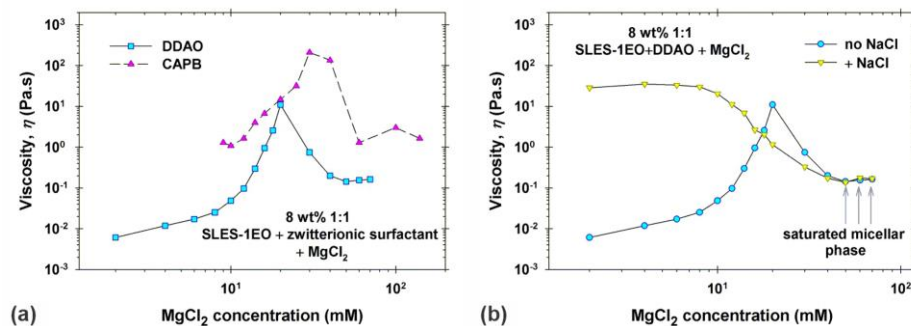 DDAO
CAPB
10³
10²
10¹
10⁰
10⁻¹
10⁻²
10⁻³
Viscosity, η (Pa.s)
8 wt% 1:1
SLES-1EO + zwitterionic surfactant
+ MgCl₂
10¹
10²
MgCl₂ concentration (mM)
(a)
8 wt% 1:1
SLES-1EO+DDAO + MgCl₂
no NaCl
+ NaCl
10³
10²
10¹
10⁰
10⁻¹
10⁻²
10⁻³
Viscosity, η (Pa.s)
saturated micellar
phase
10¹
10²
MgCl₂ concentration (mM)
(b)